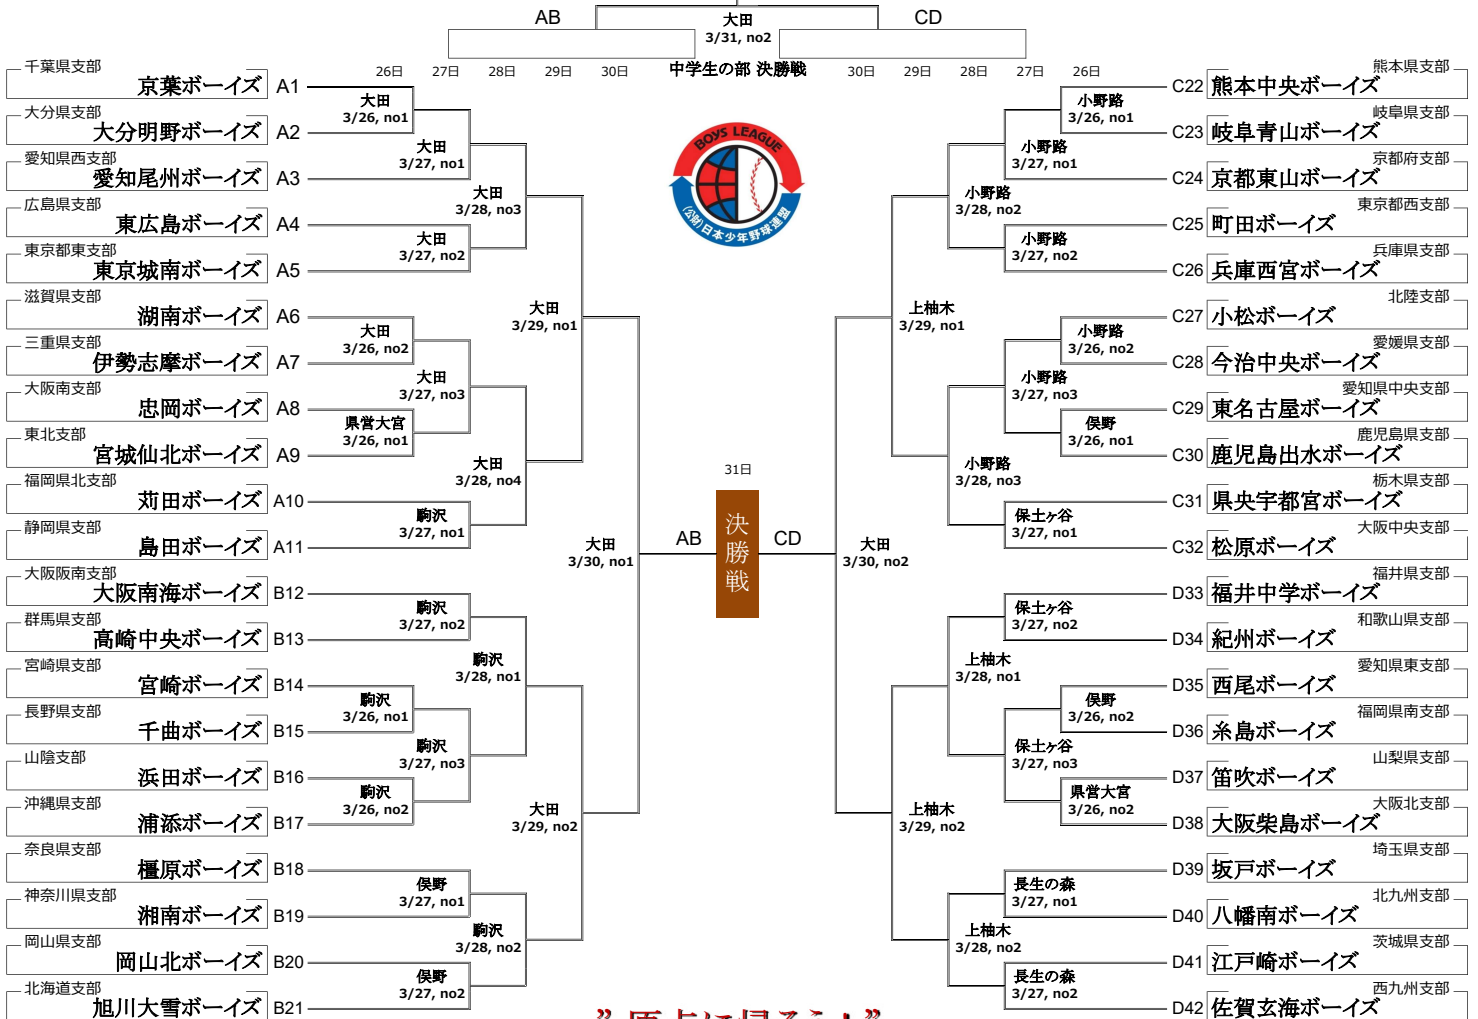 AB
大田
3/31, no2
CD
中学生の部 決勝戦
26日
27日
28日
29日
30日
30日
29日
28日
27日
26日
千葉県支部
京葉ボーイズ A1
大分県支部
大分明野ボーイズ A2
愛知県西支部
愛知尾州ボーイズ A3
広島県支部
東広島ボーイズ A4
東京都東支部
東京城南ボーイズ A5
滋賀県支部
湖南ボーイズ A6
三重県支部
伊勢志摩ボーイズ A7
大阪南支部
忠岡ボーイズ A8
東北支部
宮城仙北ボーイズ A9
福岡県北支部
苅田ボーイズ A10
静岡県支部
島田ボーイズ A11
大阪阪南支部
大阪南海ボーイズ B12
群馬県支部
高崎中央ボーイズ B13
宮崎県支部
宮崎ボーイズ B14
長野県支部
千曲ボーイズ B15
山陰支部
浜田ボーイズ B16
沖縄県支部
浦添ボーイズ B17
奈良県支部
橿原ボーイズ B18
神奈川県支部
湘南ボーイズ B19
岡山県支部
岡山北ボーイズ B20
北海道支部
旭川大雪ボーイズ B21
大田
3/26, no1
大田
3/27, no1
大田
3/28, no3
大田
3/27, no2
大田
3/29, no1
大田
3/26, no2
大田
3/27, no3
県営大宮
3/26, no1
大田
3/28, no4
駒沢
3/27, no1
大田
3/30, no1
駒沢
3/27, no2
駒沢
3/28, no1
駒沢
3/26, no1
駒沢
3/27, no3
駒沢
3/26, no2
大田
3/29, no2
俣野
3/27, no1
駒沢
3/28, no2
俣野
3/27, no2
BOYS LEAGUE
(公財)日本少年野球連盟
31日
AB
決勝戦
CD
大田
3/30, no2
小野路
3/26, no1
小野路
3/27, no1
小野路
3/28, no2
小野路
3/27, no2
上柚木
3/29, no1
小野路
3/26, no2
小野路
3/27, no3
俣野
3/26, no1
小野路
3/28, no3
保土ヶ谷
3/27, no1
保土ヶ谷
3/27, no2
上柚木
3/28, no1
俣野
3/26, no2
保土ヶ谷
3/27, no3
県営大宮
3/26, no2
上柚木
3/29, no2
長生の森
3/27, no1
上柚木
3/28, no2
長生の森
3/27, no2
熊本県支部
C22 熊本中央ボーイズ
岐阜県支部
C23 岐阜青山ボーイズ
京都府支部
C24 京都東山ボーイズ
東京都西支部
C25 町田ボーイズ
兵庫県支部
C26 兵庫西宮ボーイズ
北陸支部
C27 小松ボーイズ
愛媛県支部
C28 今治中央ボーイズ
愛知県中央支部
C29 東名古屋ボーイズ
鹿児島県支部
C30 鹿児島出水ボーイズ
栃木県支部
C31 県央宇都宮ボーイズ
大阪中央支部
C32 松原ボーイズ
福井県支部
D33 福井中学ボーイズ
和歌山県支部
D34 紀州ボーイズ
愛知県東支部
D35 西尾ボーイズ
福岡県南支部
D36 糸島ボーイズ
山梨県支部
D37 笛吹ボーイズ
大阪北支部
D38 大阪柴島ボーイズ
埼玉県支部
D39 坂戸ボーイズ
北九州支部
D40 八幡南ボーイズ
茨城県支部
D41 江戸崎ボーイズ
西九州支部
D42 佐賀玄海ボーイズ